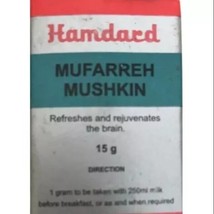 Hamdard
MUFARREH
MUSHKIN
Refreshes and rejuvenates
the brain.
15 g
DIRECTION
1 gram to be taken with 250ml milk
before breakfast, or as and when required